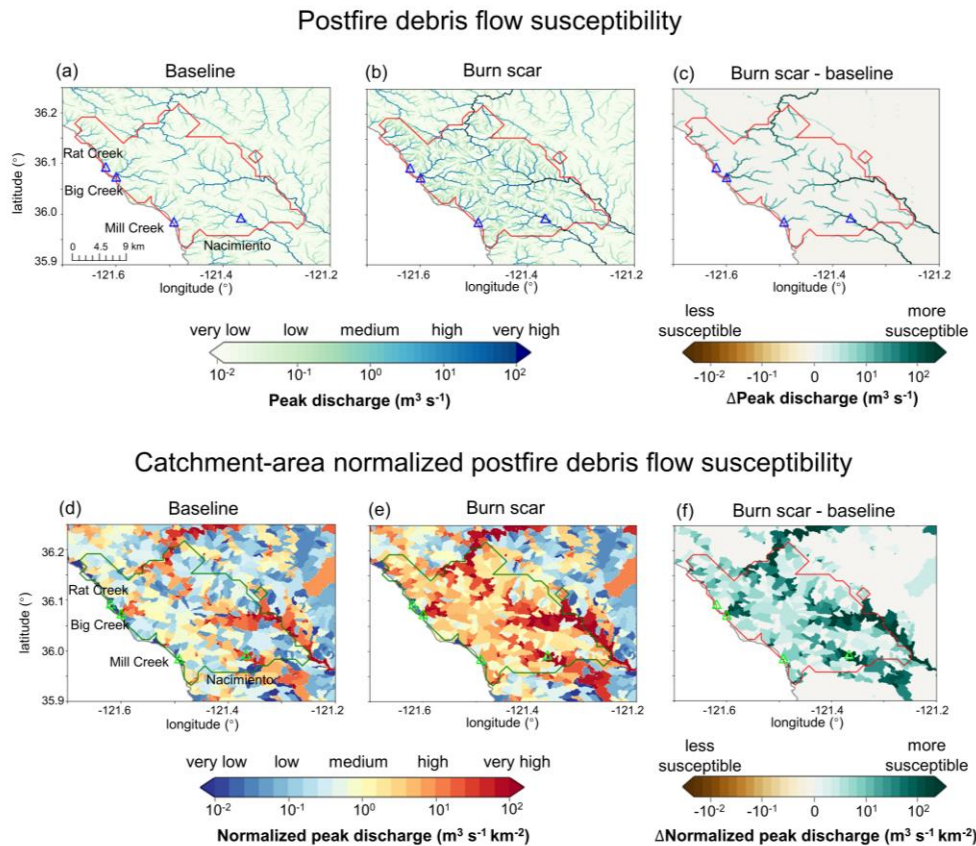 Postfire debris flow susceptibility
(a) Baseline
(b) Burn scar
(c) Burn scar - baseline
latitude (°)
36.2
36.1
36.0
35.9
Rat Creek
Big Creek
Mill Creek
Nacimiento
0 4.5 9 km
-121.6 -121.4 -121.2
longitude (°)
-121.6 -121.4 -121.2
longitude (°)
-121.6 -121.4 -121.2
longitude (°)
very low low medium high very high
10⁻² 10⁻¹ 10⁰ 10¹ 10²
Peak discharge (m³ s⁻¹)
less susceptible
more susceptible
-10⁻² -10⁻¹ 0 10¹ 10²
ΔPeak discharge (m³ s⁻¹)
Catchment-area normalized postfire debris flow susceptibility
(d) Baseline
(e) Burn scar
(f) Burn scar - baseline
latitude (°)
36.2
36.1
36.0
35.9
Rat Creek
Big Creek
Mill Creek
Nacimiento
-121.6 -121.4 -121.2
longitude (°)
-121.6 -121.4 -121.2
longitude (°)
-121.6 -121.4 -121.2
longitude (°)
very low low medium high very high
10⁻² 10⁻¹ 10⁰ 10¹ 10²
Normalized peak discharge (m³ s⁻¹ km⁻²)
less susceptible
more susceptible
-10⁻² -10⁻¹ 0 10¹ 10²
ΔNormalized peak discharge (m³ s⁻¹ km⁻²)